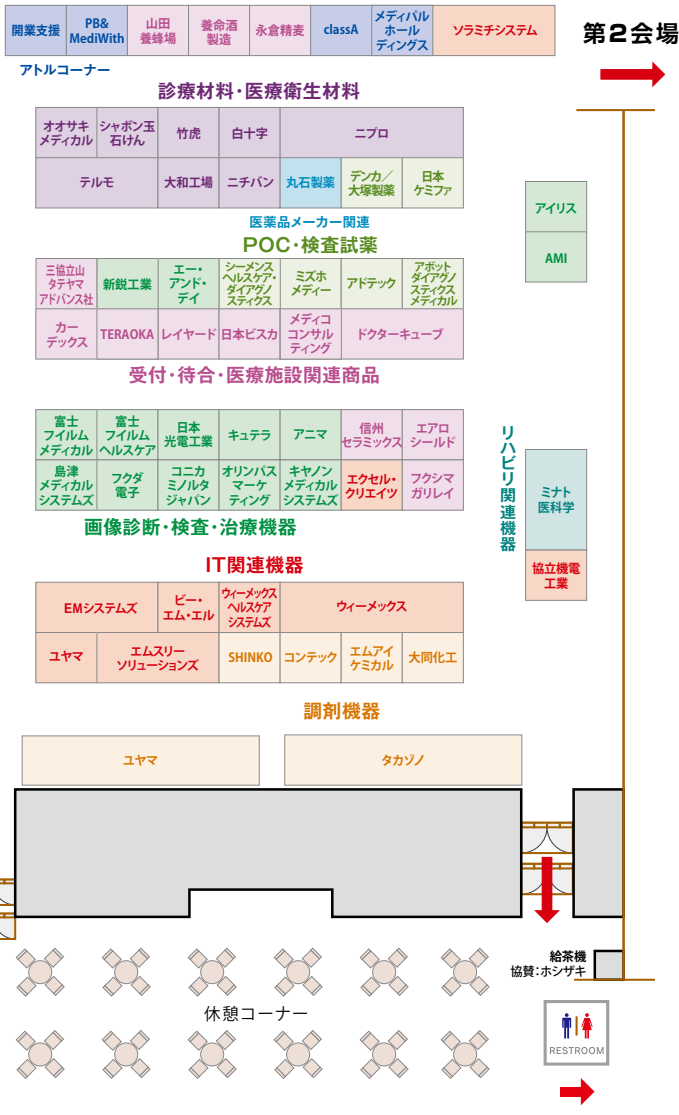 開業支援
PB&
MediWith
山田
養蜂場
養命酒
製造
永倉精麦
classA
メディパル
ホール
ディングス
ソラミチシステム
第2会場
アトルコーナー
診療材料・医療衛生材料
オオサキ
メディカル
シャボン玉
石けん
竹虎
白十字
ニプロ
テルモ
大和工場
ニチバン
丸石製薬
デンカ／
大塚製薬
日本
ケミファ
アイリス
AMI
医薬品メーカー関連
POC・検査試薬
三協立山
タテヤマ
アドバンス社
新鋭工業
エー・
アンド・
デイ
シーメンス
ヘルスケア・
ダイアグノ
スティクス
ミズホ
メディー
アドテック
アボット
ダイアグノ
スティクス
メディカル
カー
デックス
TERAOKA
レイヤード
日本ビスカ
メディコ
コンサル
ティング
ドクターキューブ
受付・待合・医療施設関連商品
富士
フイルム
メディカル
富士
フイルム
ヘルスケア
日本
光電工業
キュテラ
アニマ
信州
セラミックス
エアロ
シールド
島津
メディカル
システムズ
フクダ
電子
コニカ
ミノルタ
ジャパン
オリンパス
マーケ
ティング
キヤノン
メディカル
システムズ
エクセル・
クリエイツ
フクシマ
ガリレイ
リハビリ関連機器
ミナト
医科学
協立機電
工業
画像診断・検査・治療機器
IT関連機器
EMシステムズ
ビー・
エム・エル
ウィーメックス
ヘルスケア
システムズ
ウィーメックス
ユヤマ
エムスリー
ソリューションズ
SHINKO
コンテック
エムアイ
ケミカル
大同化工
調剤機器
ユヤマ
タカゾノ
給茶機
協賛：ホシザキ
休憩コーナー
RESTROOM